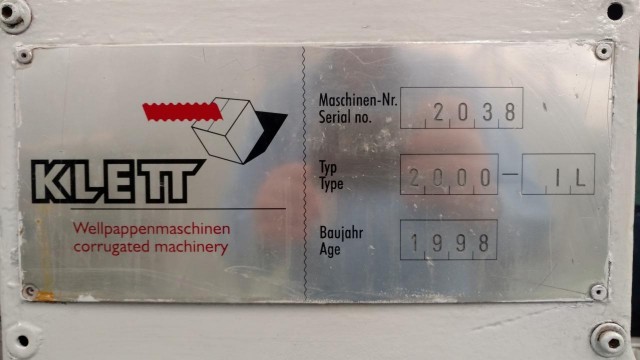 KLETT
Wellpappenmaschinen
corrugated machinery
Maschinen-Nr. 2038
Serial no.
Typ 2000 - IL
Type
Baujahr 1998
Age